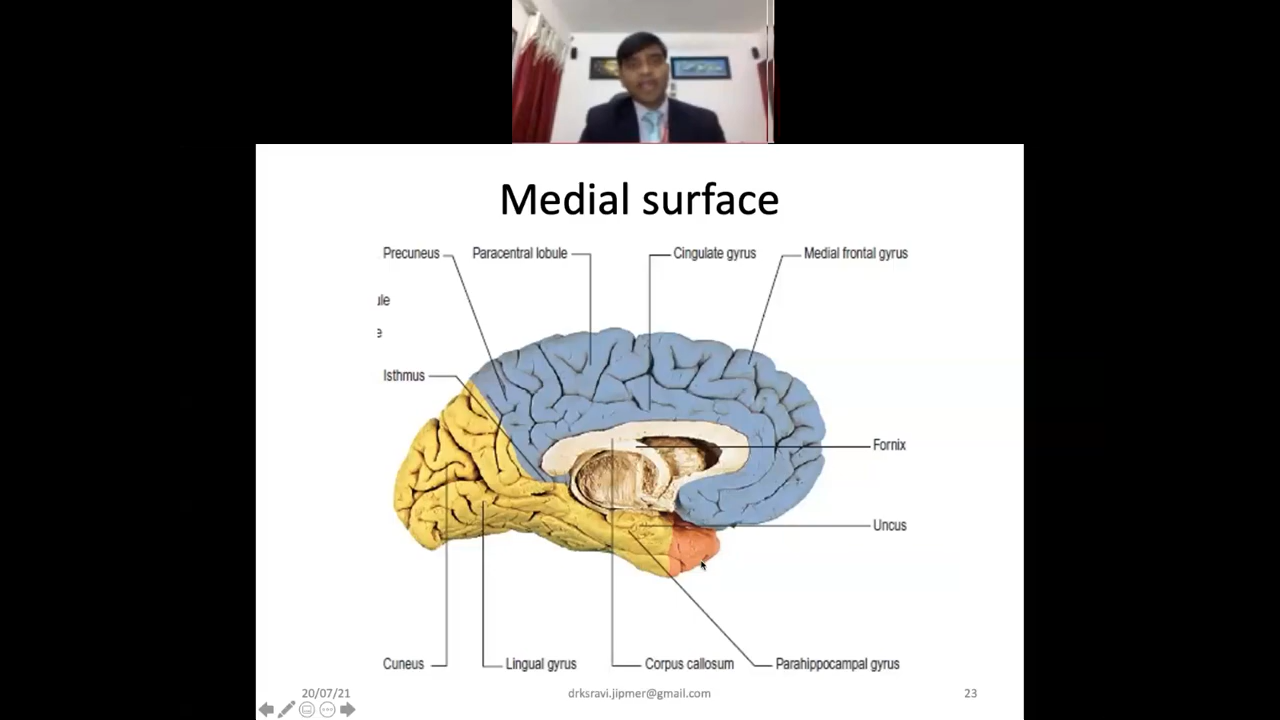 Medial surface
Precuneus
Paracentral lobule
Cingulate gyrus
Medial frontal gyrus
ule
e
Isthmus
Fornix
Uncus
Cuneus
Lingual gyrus
Corpus callosum
Parahippocampal gyrus
20/07/21
drksravi.jipmer@gmail.com
23